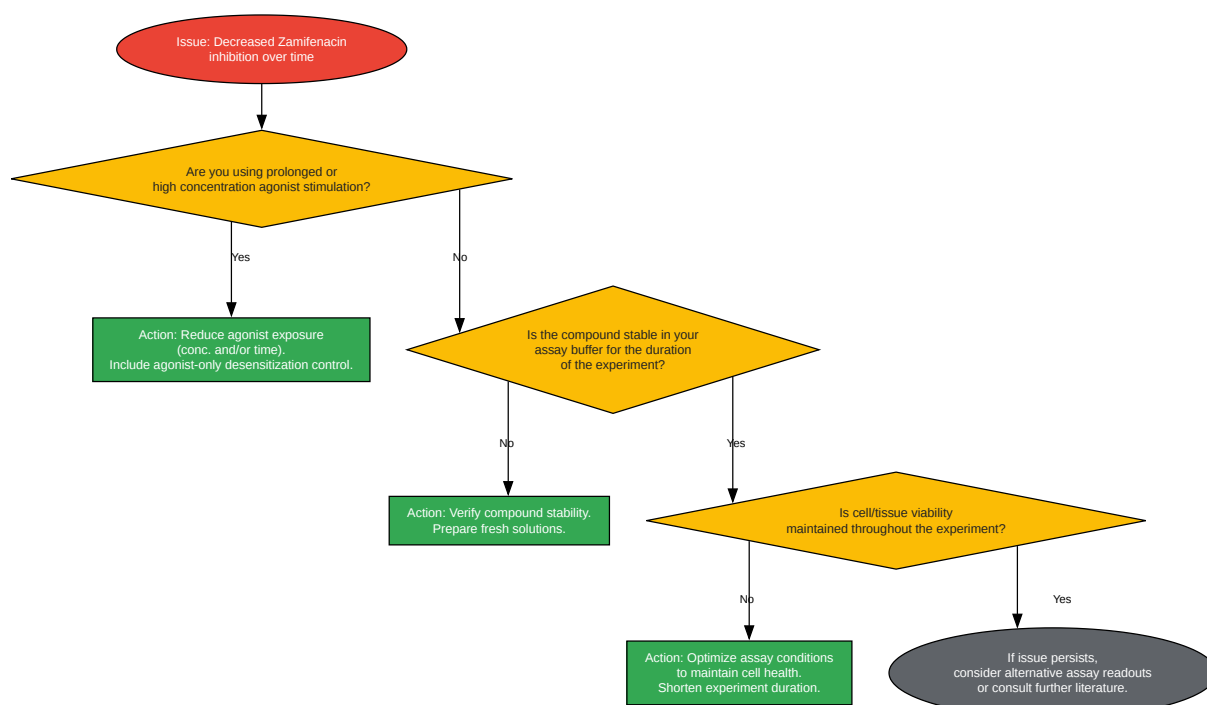 Issue: Decreased Zamifenacin
inhibition over time
Are you using prolonged or
high concentration agonist stimulation?
Yes
No
Action: Reduce agonist exposure
(conc. and/or time).
Include agonist-only desensitization control.
Is the compound stable in your
assay buffer for the duration
of the experiment?
No
Yes
Action: Verify compound stability.
Prepare fresh solutions.
Is cell/tissue viability
maintained throughout the experiment?
No
Yes
Action: Optimize assay conditions
to maintain cell health.
Shorten experiment duration.
If issue persists,
consider alternative assay readouts
or consult further literature.